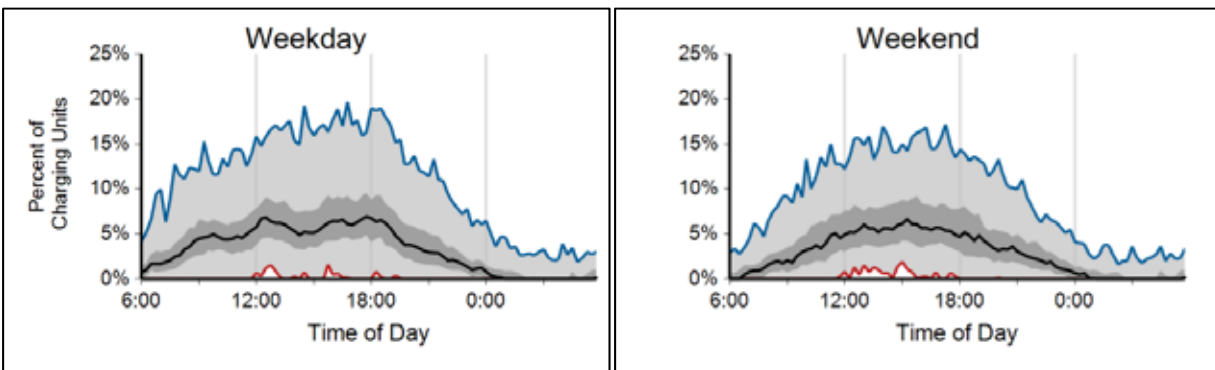 Weekday
25%
20%
15%
10%
5%
0%
Percent of
Charging Units
6:00 12:00 18:00 0:00
Time of Day
Weekend
25%
20%
15%
10%
5%
0%
6:00 12:00 18:00 0:00
Time of Day